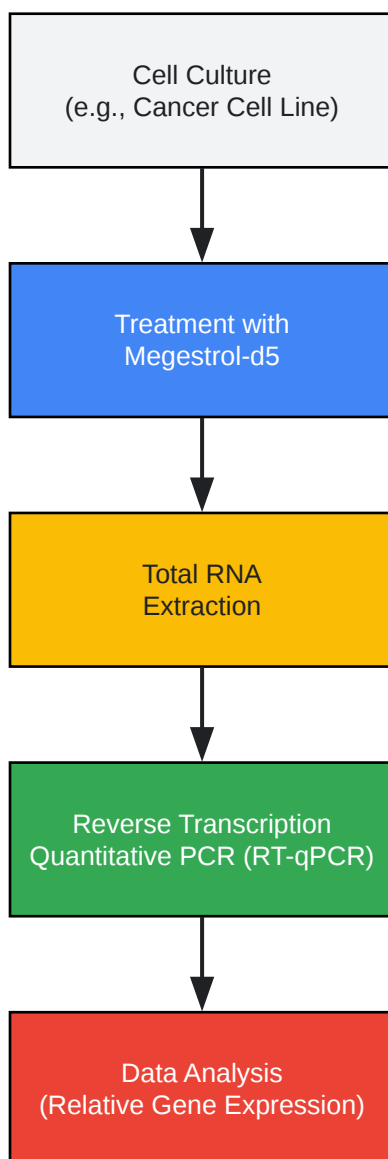 Cell Culture
(e.g., Cancer Cell Line)
Treatment with
Megestrol-d5
Total RNA
Extraction
Reverse Transcription
Quantitative PCR (RT-qPCR)
Data Analysis
(Relative Gene Expression)